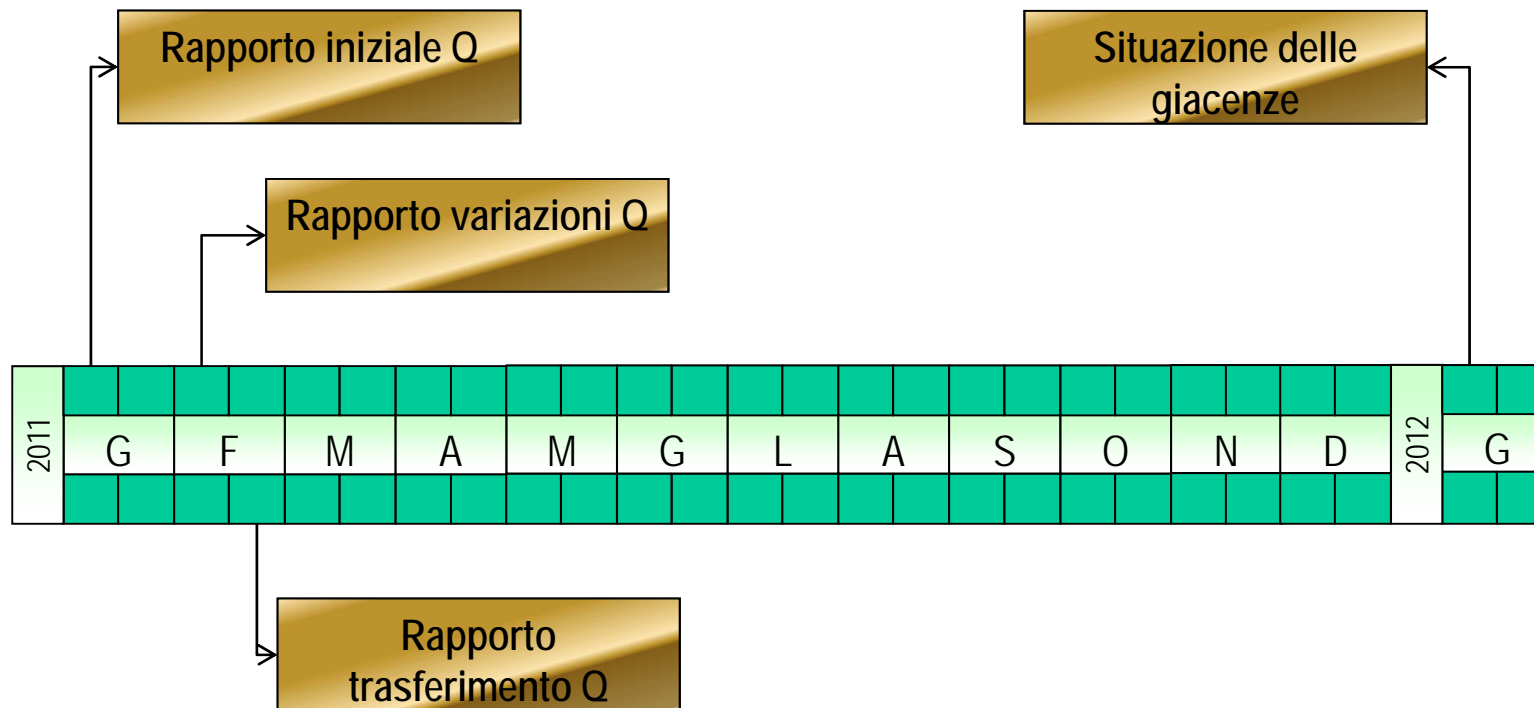 Rapporto iniziale Q
Situazione delle
giacenze
Rapporto variazioni Q
2011 G F M A M G L A S O N D 2012 G
Rapporto
trasferimento Q